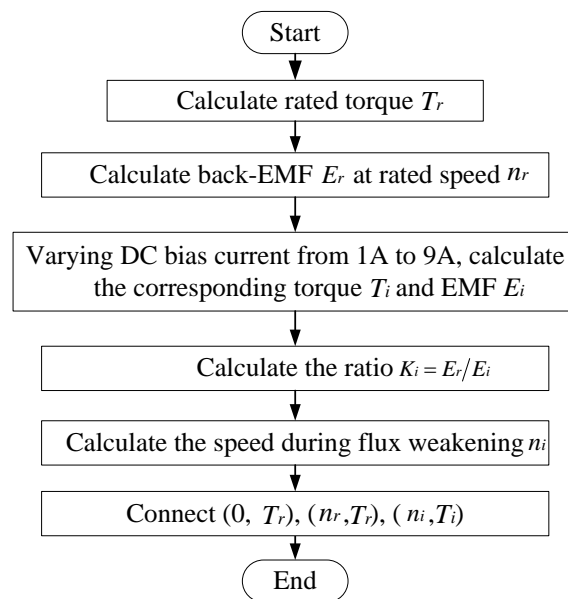 Start
Calculate rated torque Tr
Calculate back-EMF Er at rated speed nr
Varying DC bias current from 1A to 9A, calculate
the corresponding torque Ti and EMF Ei
Calculate the ratio Ki = Er/Ei
Calculate the speed during flux weakening ni
Connect (0, Tr), (nr,Tr), (ni,Ti)
End